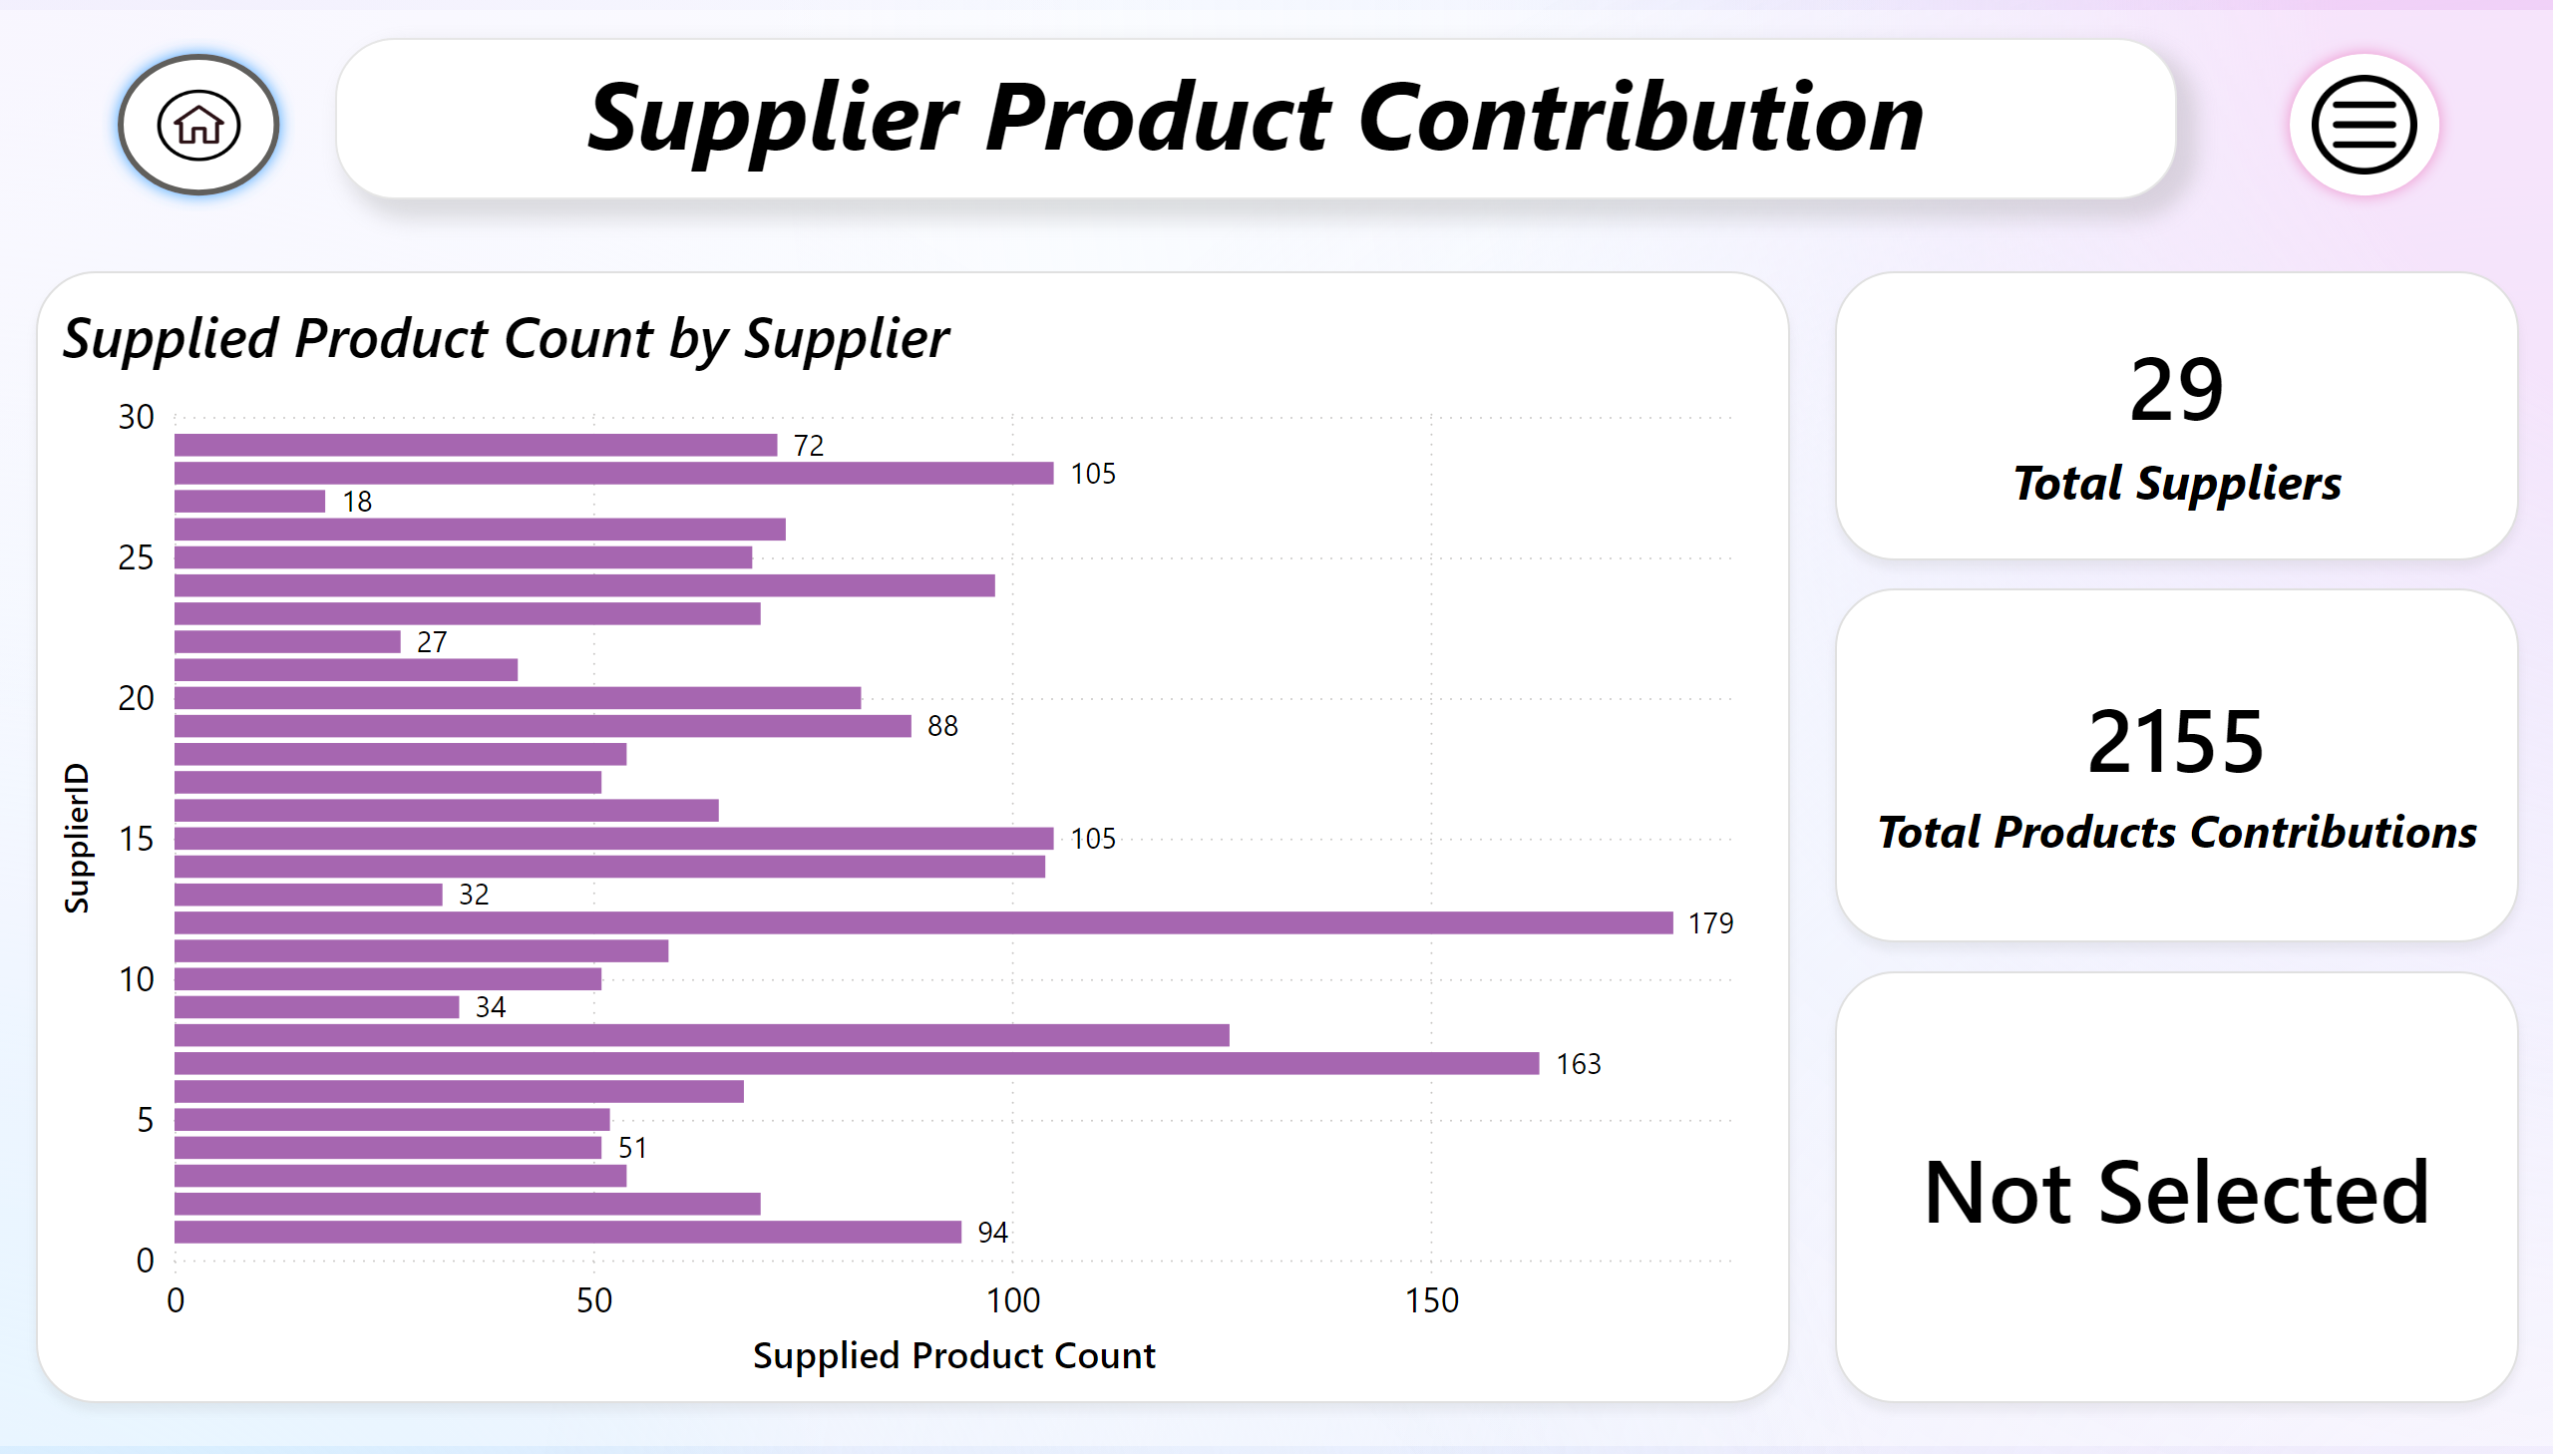 Supplier Product Contribution
Supplied Product Count by Supplier
30
72
105
18
25
27
20
88
SupplierID
15
105
32
179
10
34
163
5
51
94
0
0 50 100 150
Supplied Product Count
29
Total Suppliers
2155
Total Products Contributions
Not Selected